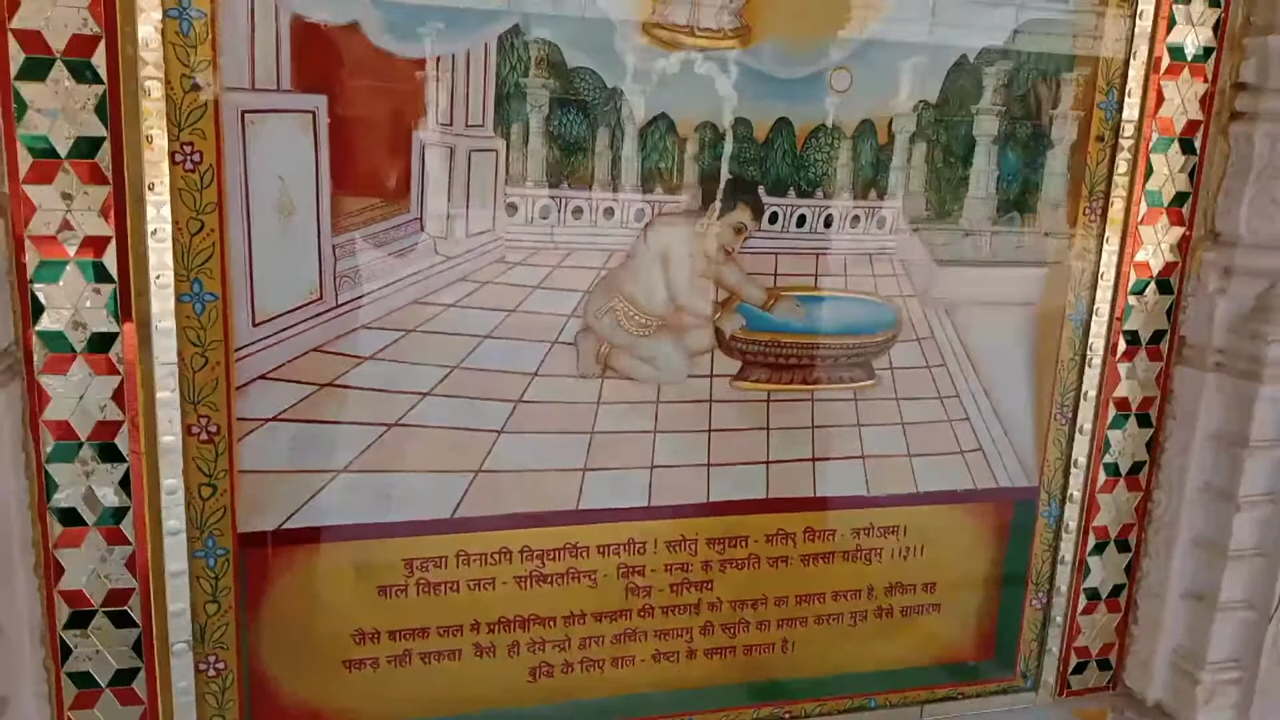 बुद्धया विनाऽपि विबुधार्चित पादपीठ ! स्तोतुं समुद्यत - मतिर् विगत - त्रपोऽहम्।
बालं विहाय जल - संस्थितमिन्दु - बिम्ब - मन्यः क इच्छति जनः सहसा ग्रहीतुम् ।।३।।
चित्र - परिचय
जैसे बालक जल मे प्रतिबिम्बित होते चन्द्रमा की परछाई को पकड़ने का प्रयास करता है, लेकिन वह
पकड़ नहीं सकता वैसे ही देवेन्द्रो द्वारा अर्चित महाप्रभु की स्तुति का प्रयास करना मुझ जैसे साधारण
बुद्धि के लिए बाल - चेष्टा के समान लगता है।